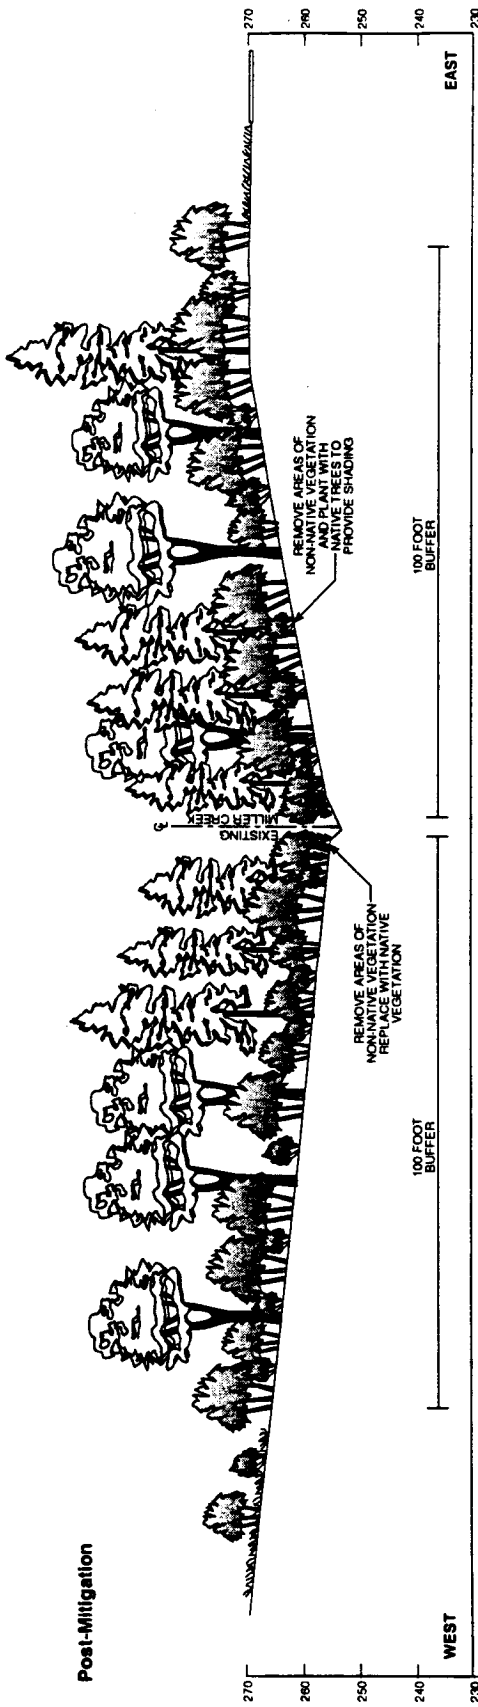 Post-Mitigation
270
260
250
240
230
WEST
100 FOOT
BUFFER
REMOVE AREAS OF
NON-NATIVE VEGETATION
REPLACE WITH NATIVE
VEGETATION
EXISTING
MILLER CREEK
REMOVE AREAS OF
NON-NATIVE VEGETATION
AND PLANT WITH
NATIVE TREES TO
PROVIDE SHADING
100 FOOT
BUFFER
EAST
270
260
250
240
230